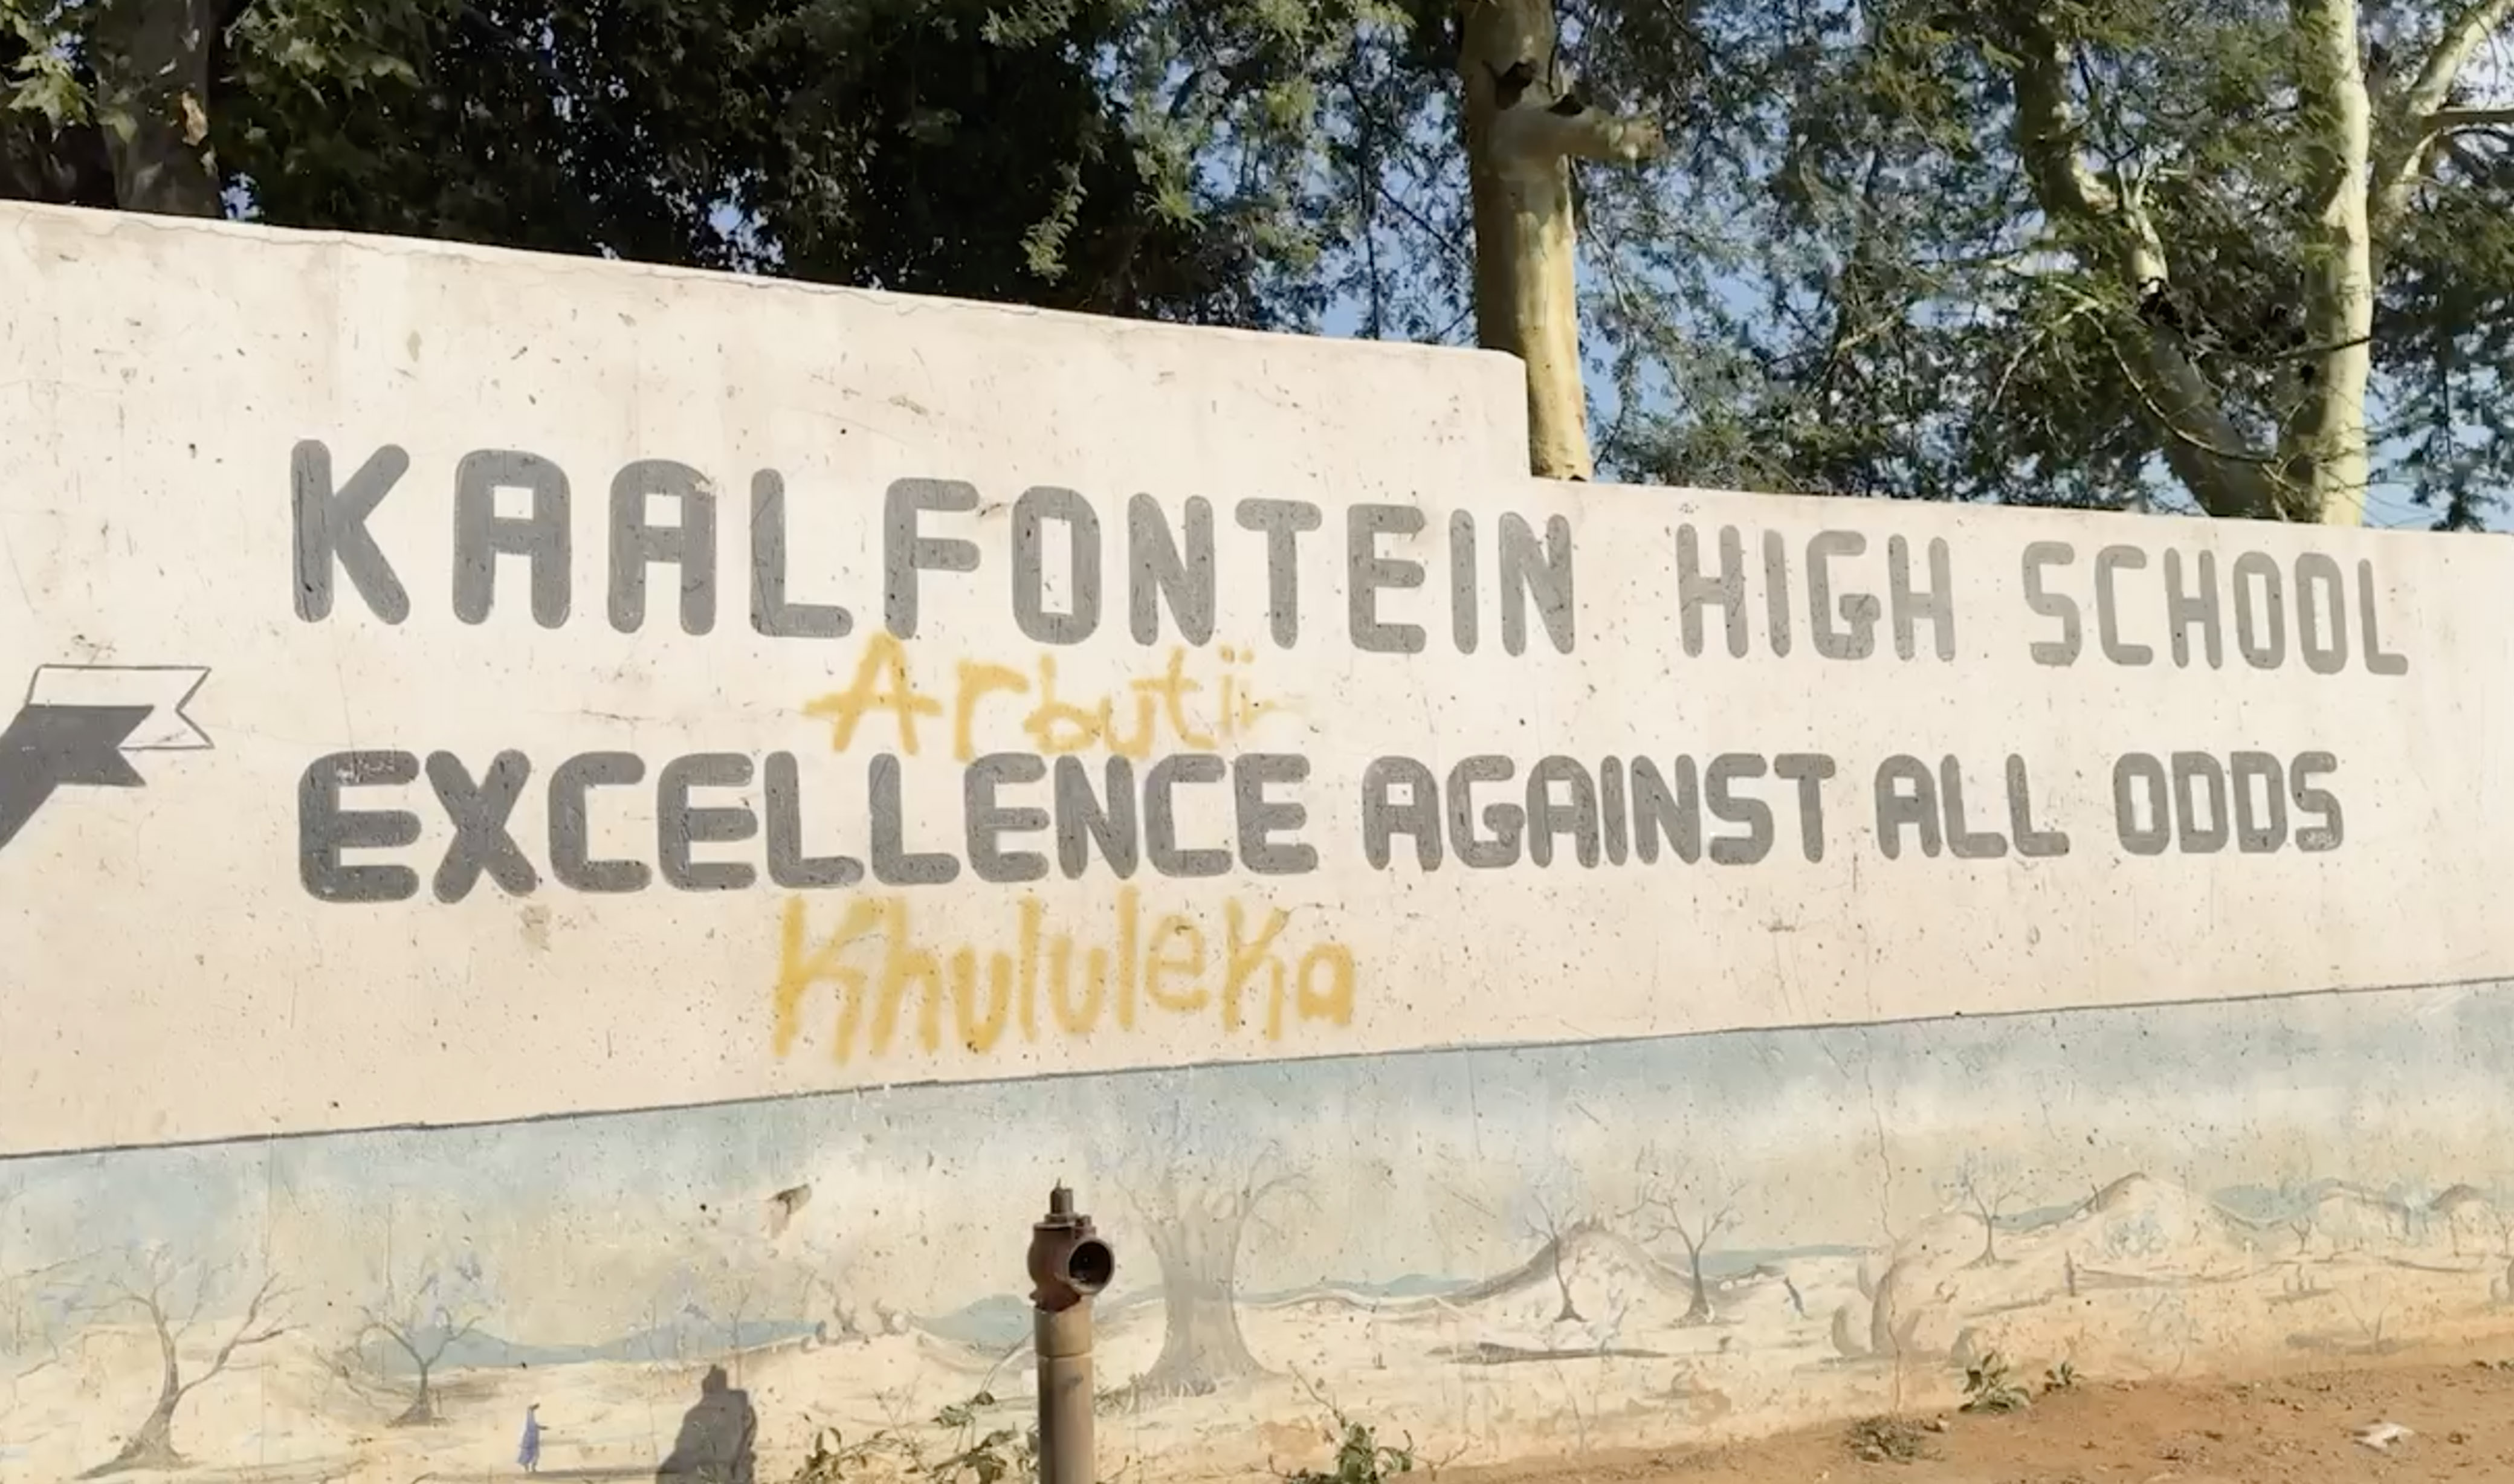 KAALFONTEIN HIGH SCHOOL
EXCELLENCE AGAINST ALL ODDS
Khululeka